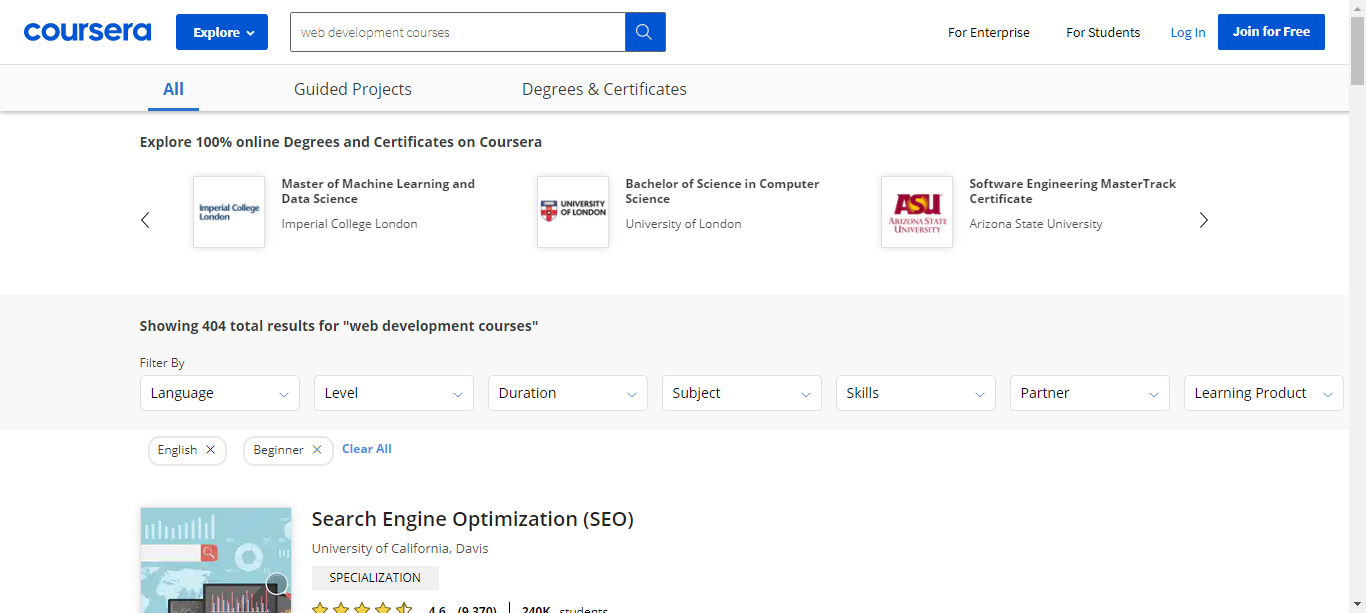 coursera
Explore
web development courses
For Enterprise
For Students
Log In
Join for Free
All
Guided Projects
Degrees & Certificates
Explore 100% online Degrees and Certificates on Coursera
Imperial College
London
Master of Machine Learning and
Data Science
Imperial College London
UNIVERSITY
OF LONDON
Bachelor of Science in Computer
Science
University of London
ASU
ARIZONA STATE
UNIVERSITY
Software Engineering MasterTrack
Certificate
Arizona State University
Showing 404 total results for "web development courses"
Filter By
Language
Level
Duration
Subject
Skills
Partner
Learning Product
English
Beginner
Clear All
Search Engine Optimization (SEO)
University of California, Davis
SPECIALIZATION
4.6 (9,370) | 240K students